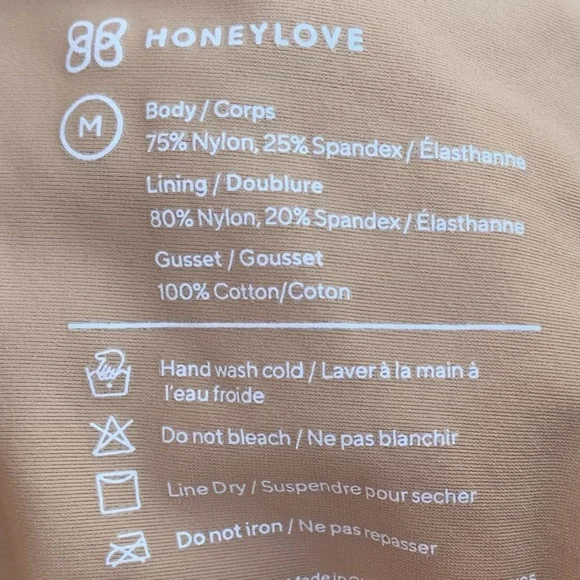 HONEYLOVE
M
Body / Corps
75% Nylon, 25% Spandex / Élasthanne
Lining / Doublure
80% Nylon, 20% Spandex / Élasthanne
Gusset / Gousset
100% Cotton/Coton
Hand wash cold / Laver à la main à
l'eau froide
Do not bleach / Ne pas blanchir
Line Dry / Suspendre pour secher
Do not iron / Ne pas repasser
Made in